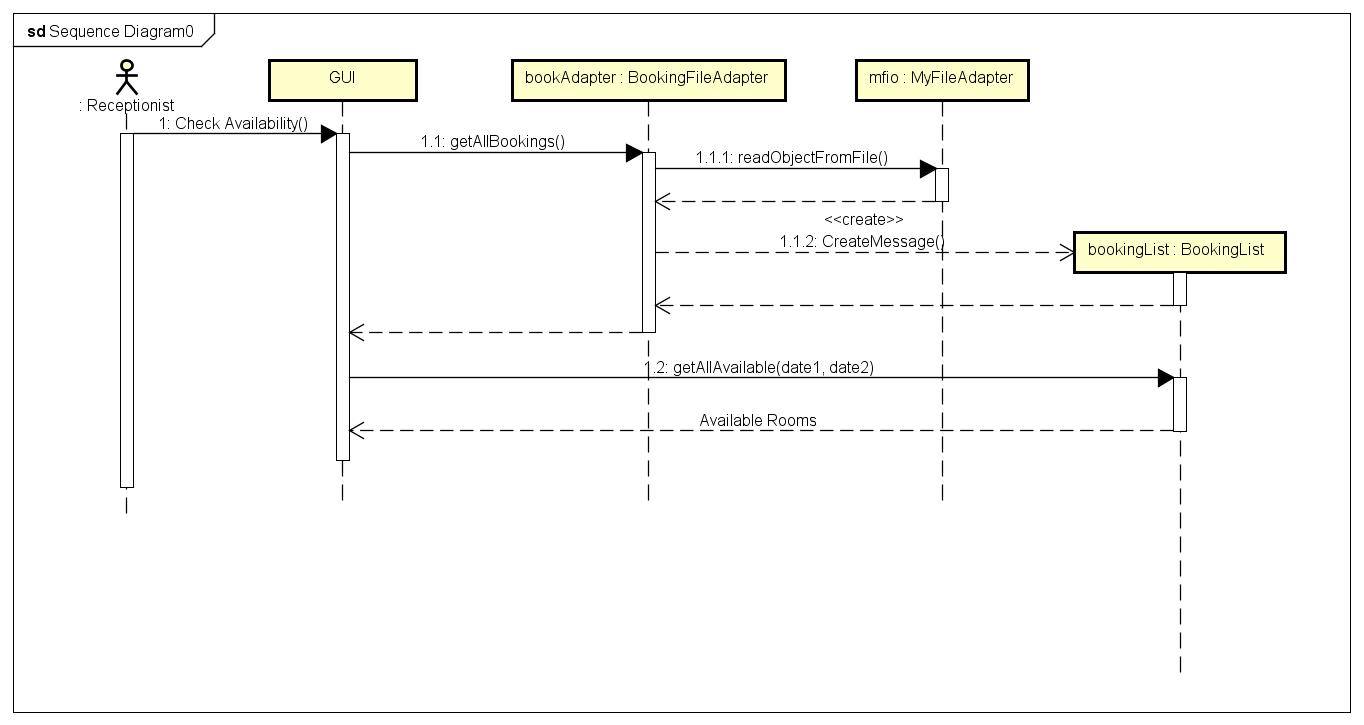 sd Sequence Diagram0
: Receptionist
GUI
bookAdapter : BookingFileAdapter
mfio : MyFileAdapter
1: Check Availability()
1.1: getAllBookings()
1.1.1: readObjectFromFile()
<<create>>
1.1.2: CreateMessage()
bookingList : BookingList
1.2: getAllAvailable(date1, date2)
Available Rooms